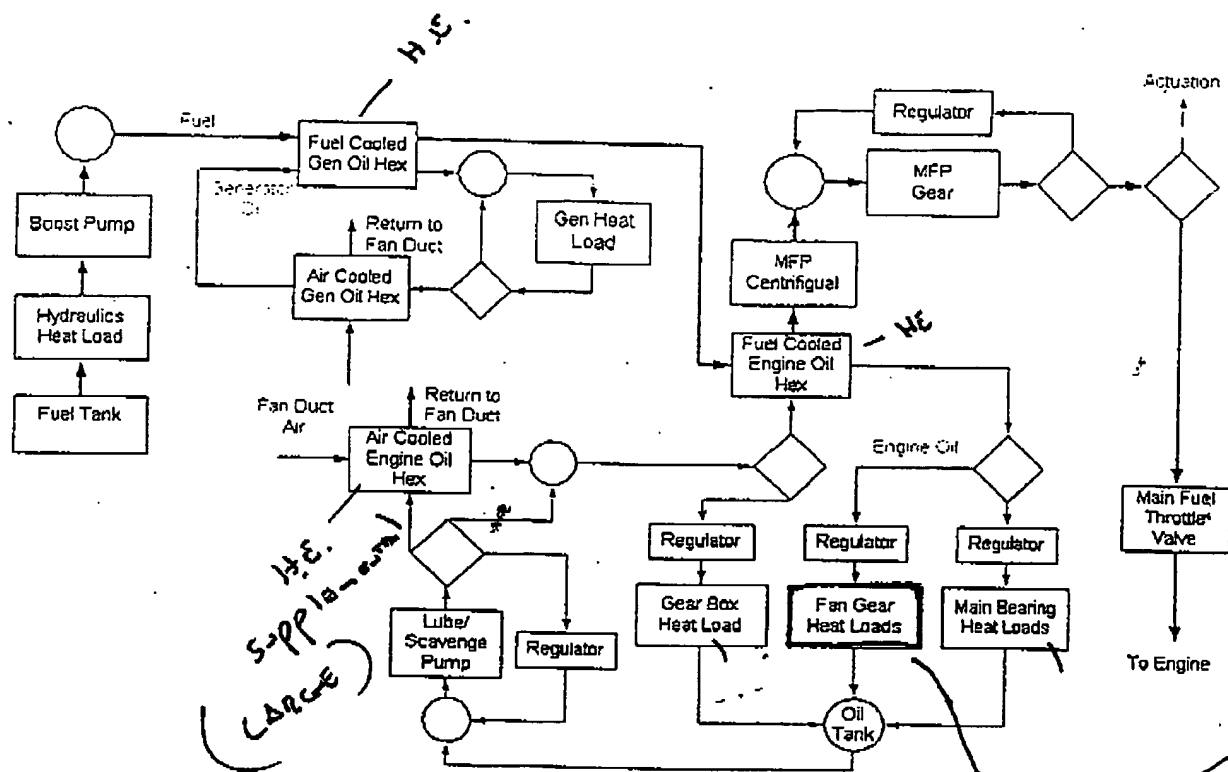 H.E.
Actuation
Fuel
Regulator
Fuel Cooled
Gen Oil Hex
MFP
Gear
Generator
Boost Pump
Return to
Fan Duct
Gen Heat
Load
Air Cooled
Gen Oil Hex
MFP
Centrifigual
Hydraulics
Heat Load
HE
Fuel Cooled
Engine Oil
Hex
Fuel Tank
Fan Duct
Air
Return to
Fan Duct
Air Cooled
Engine Oil
Hex
Engine Oil
Main Fuel
Throttle
Valve
H.E.
Supplemental
(LARGE)
Regulator
Regulator
Regulator
Gear Box
Heat Load
Fan Gear
Heat Loads
Main Bearing
Heat Loads
Lube/
Scavenge
Pump
Regulator
To Engine
Oil
Tank